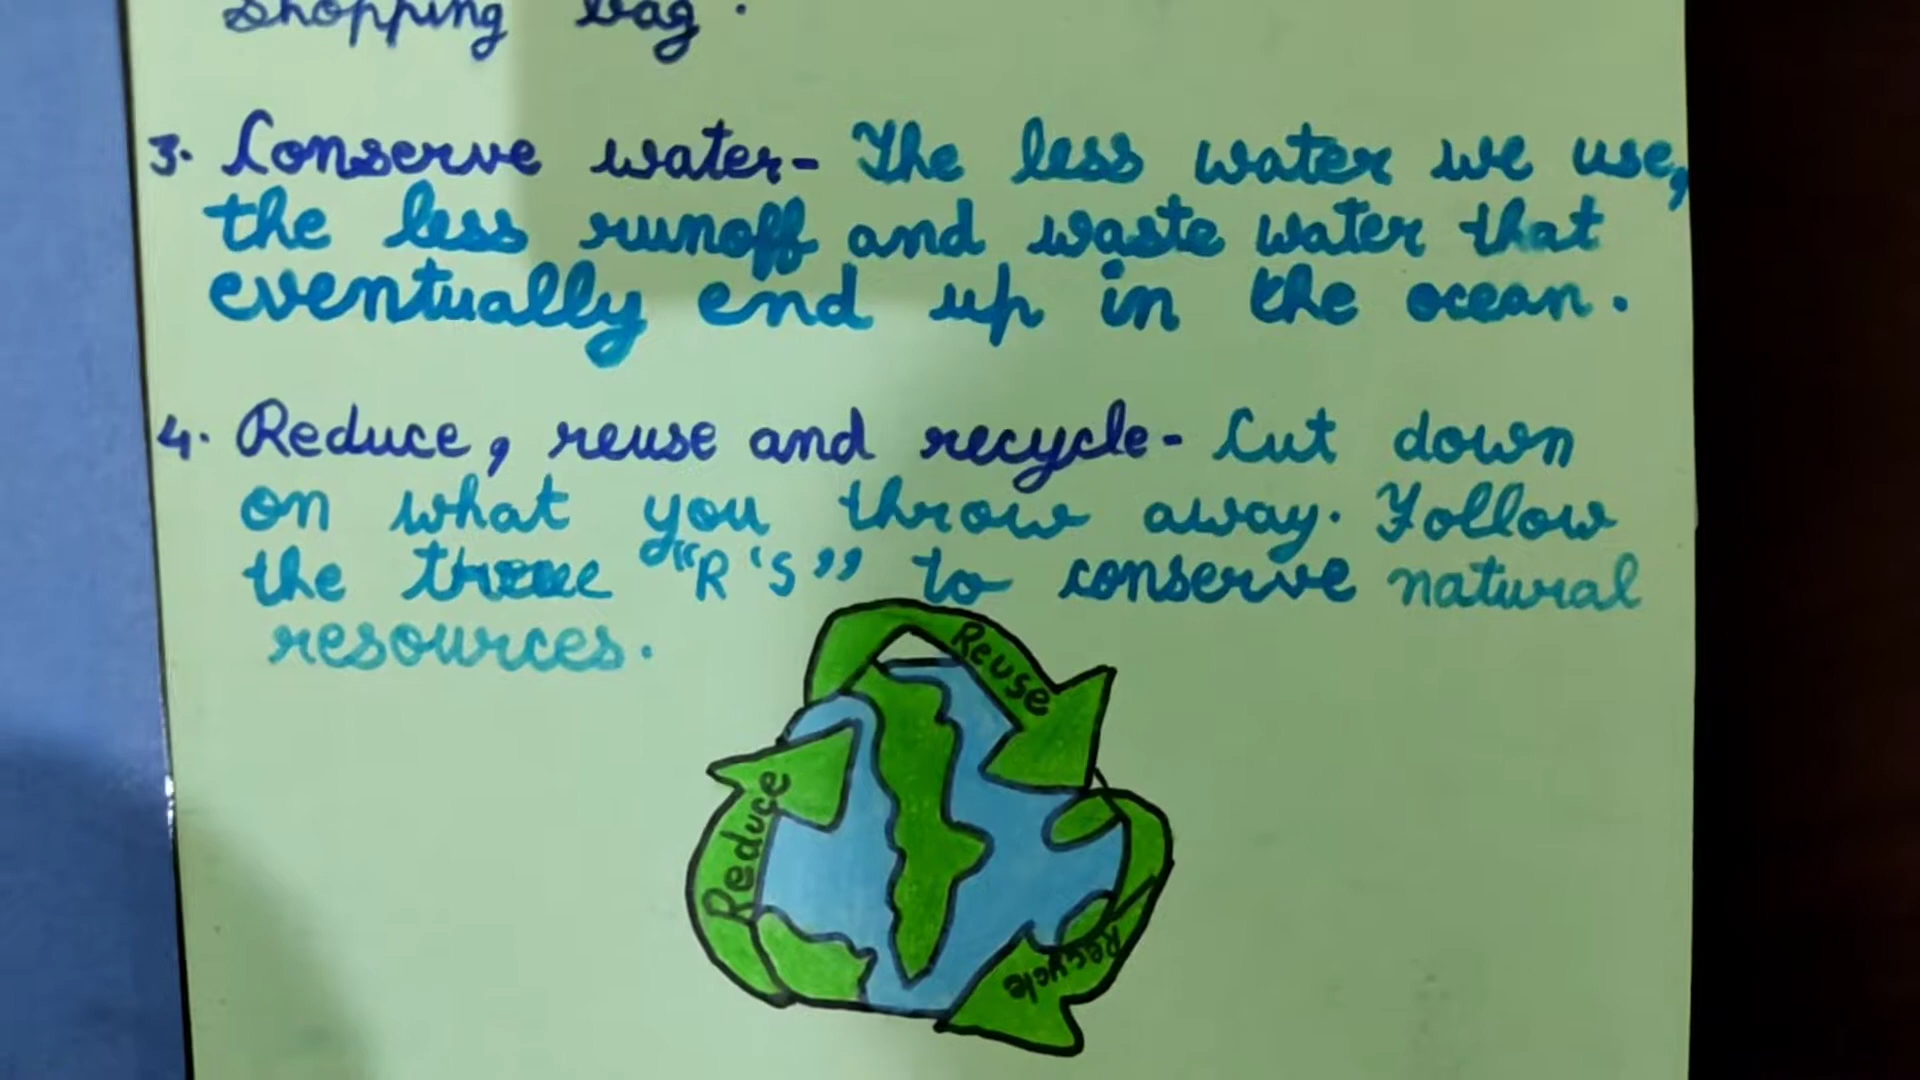 shopping bag.
3. Conserve water- The less water we use,
the less runoff and waste water that
eventually end up in the ocean.
4. Reduce, reuse and recycle- Cut down
on what you throw away. Follow
the three "R'S" to conserve natural
resources.
Reuse
Reduce
Recycle